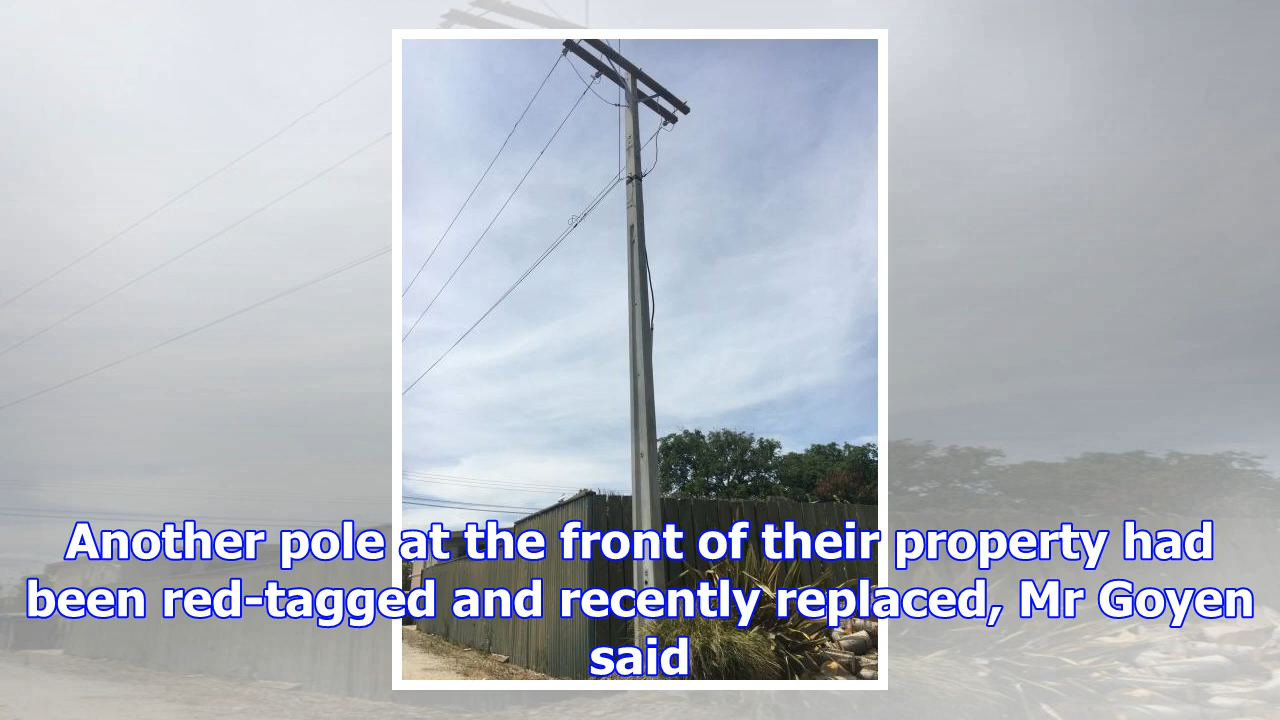 Another pole at the front of their property had
been red-tagged and recently replaced, Mr Goyen
said